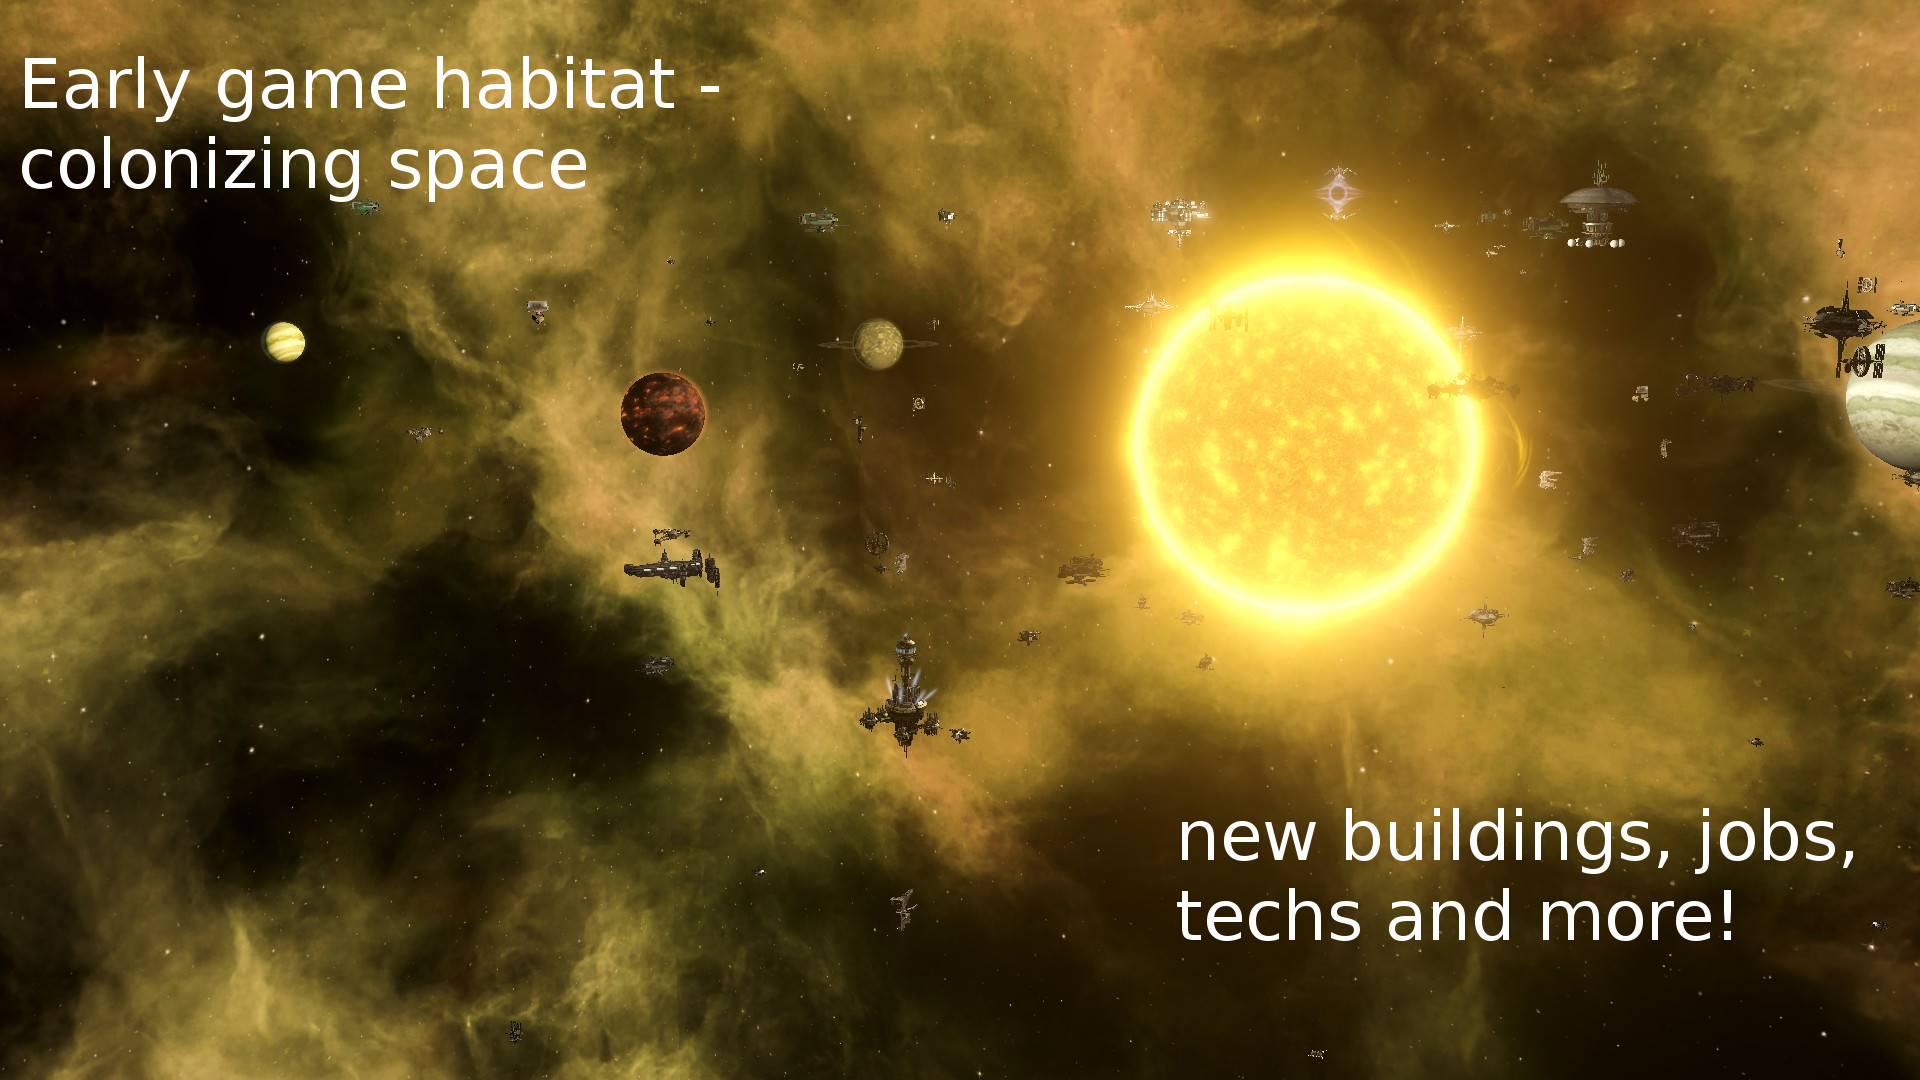 Early game habitat -
colonizing space
new buildings, jobs,
techs and more!